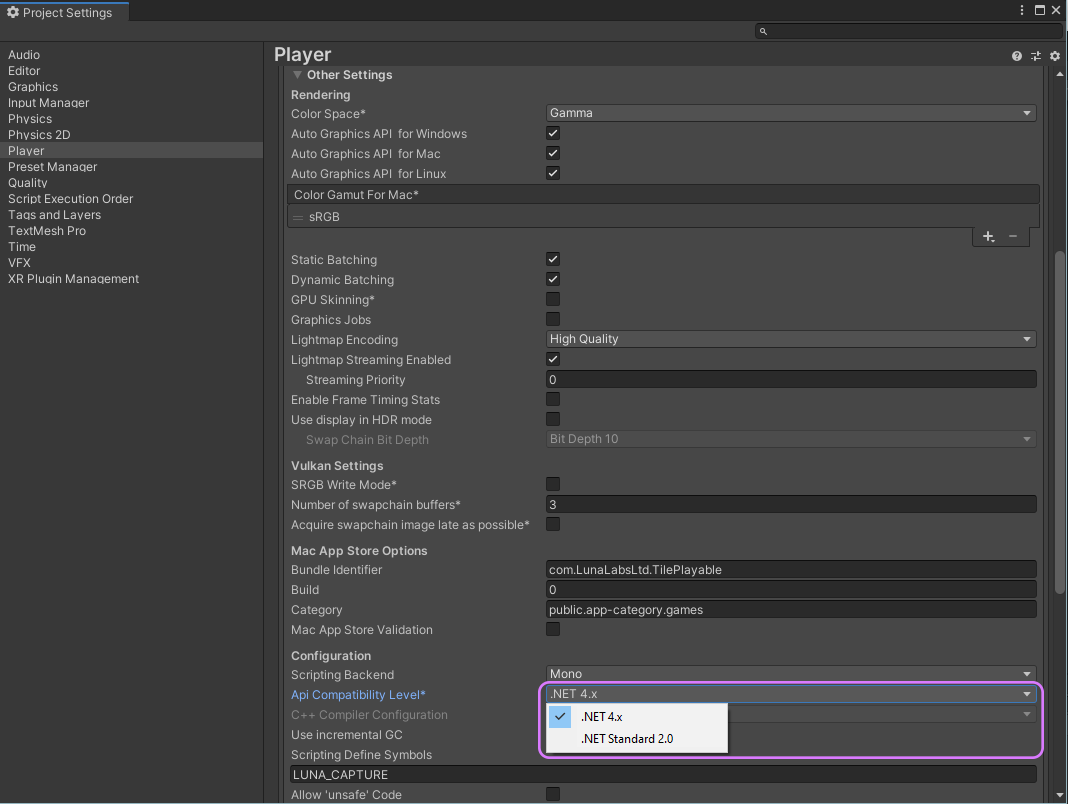 Project Settings
Audio
Editor
Graphics
Input Manager
Physics
Physics 2D
Player
Preset Manager
Quality
Script Execution Order
Tags and Layers
TextMesh Pro
Time
VFX
XR Plugin Management
Player
Other Settings
Rendering
Color Space* Gamma
Auto Graphics API for Windows
Auto Graphics API for Mac
Auto Graphics API for Linux
Color Gamut For Mac*
sRGB
Static Batching
Dynamic Batching
GPU Skinning*
Graphics Jobs
Lightmap Encoding High Quality
Lightmap Streaming Enabled
Streaming Priority 0
Enable Frame Timing Stats
Use display in HDR mode
Swap Chain Bit Depth Bit Depth 10
Vulkan Settings
SRGB Write Mode*
Number of swapchain buffers* 3
Acquire swapchain image late as possible*
Mac App Store Options
Bundle Identifier com.LunaLabsLtd.TilePlayable
Build 0
Category public.app-category.games
Mac App Store Validation
Configuration
Scripting Backend Mono
Api Compatibility Level* .NET 4.x
C++ Compiler Configuration .NET 4.x
Use incremental GC .NET Standard 2.0
Scripting Define Symbols
LUNA_CAPTURE
Allow 'unsafe' Code